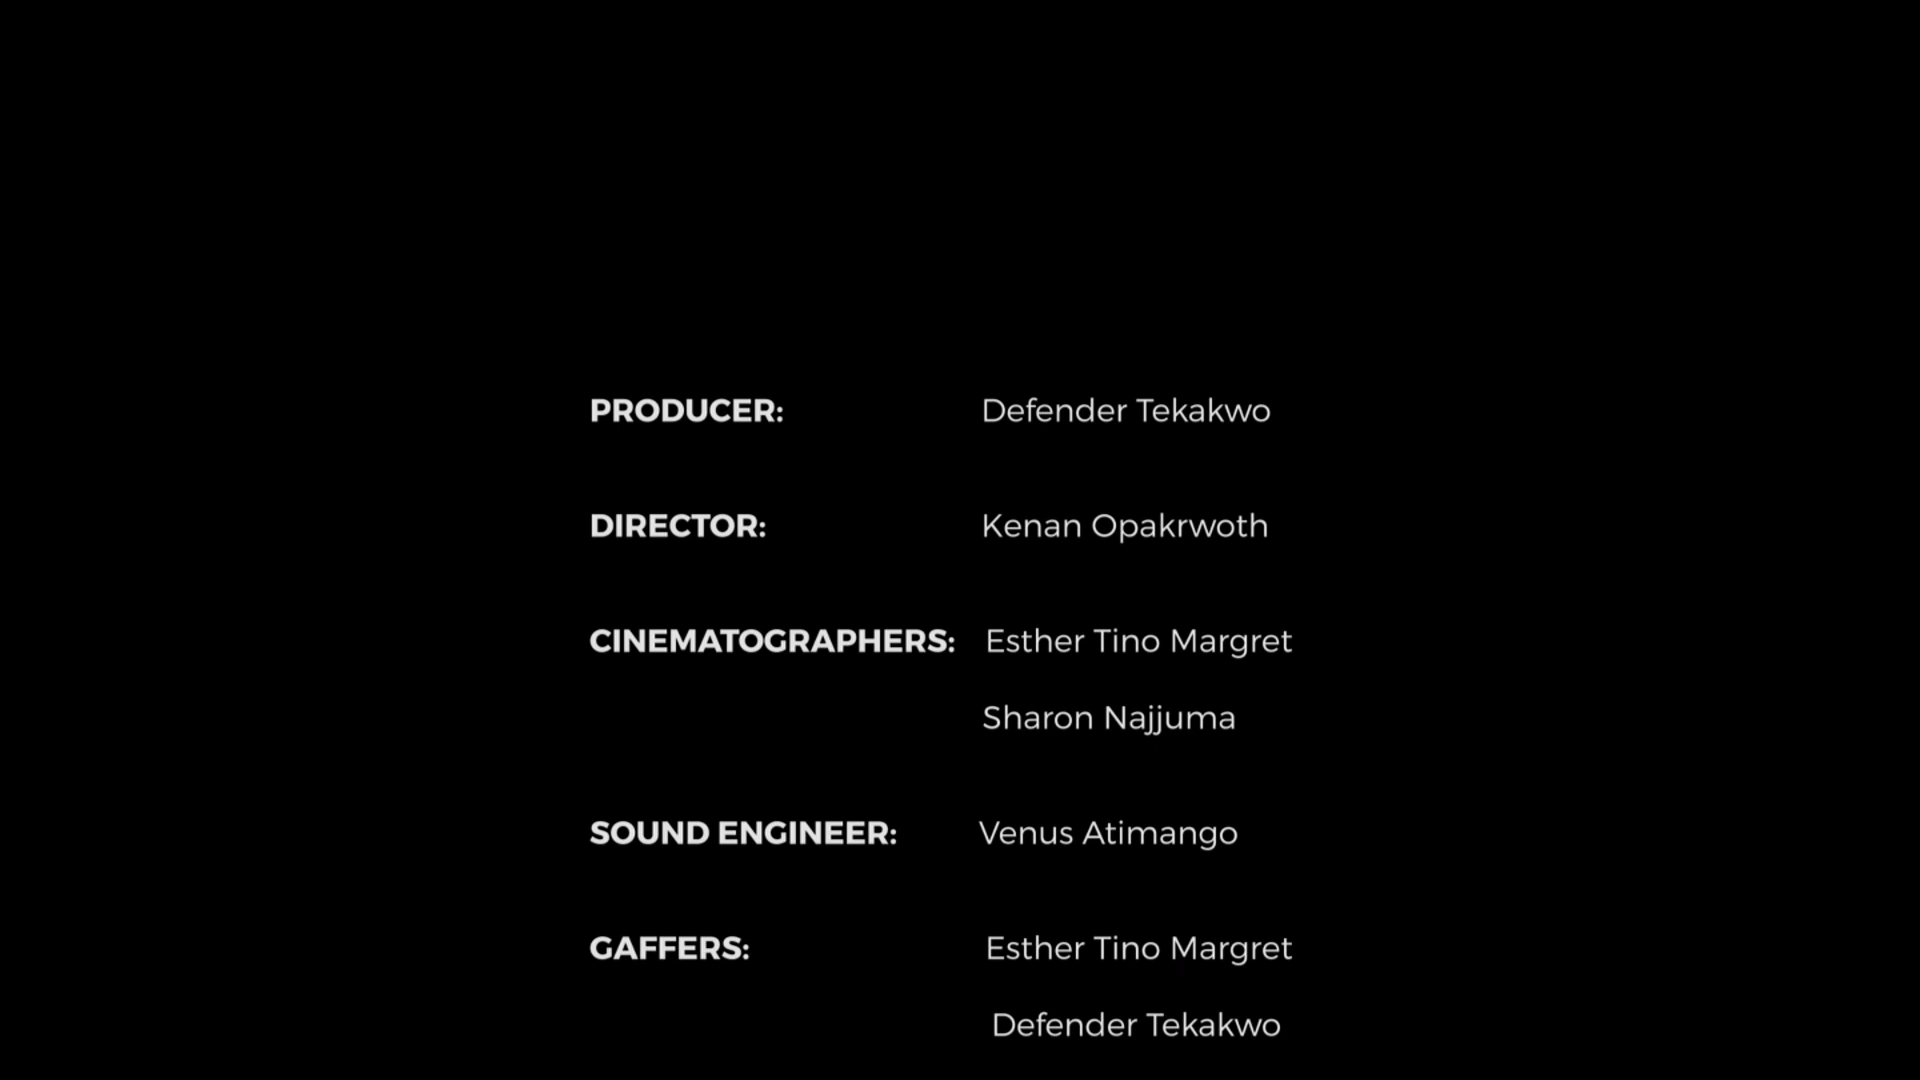 PRODUCER: Defender Tekakwo
DIRECTOR: Kenan Opakrwoth
CINEMATOGRAPHERS: Esther Tino Margret
Sharon Najjuma
SOUND ENGINEER: Venus Atimango
GAFFERS: Esther Tino Margret
Defender Tekakwo